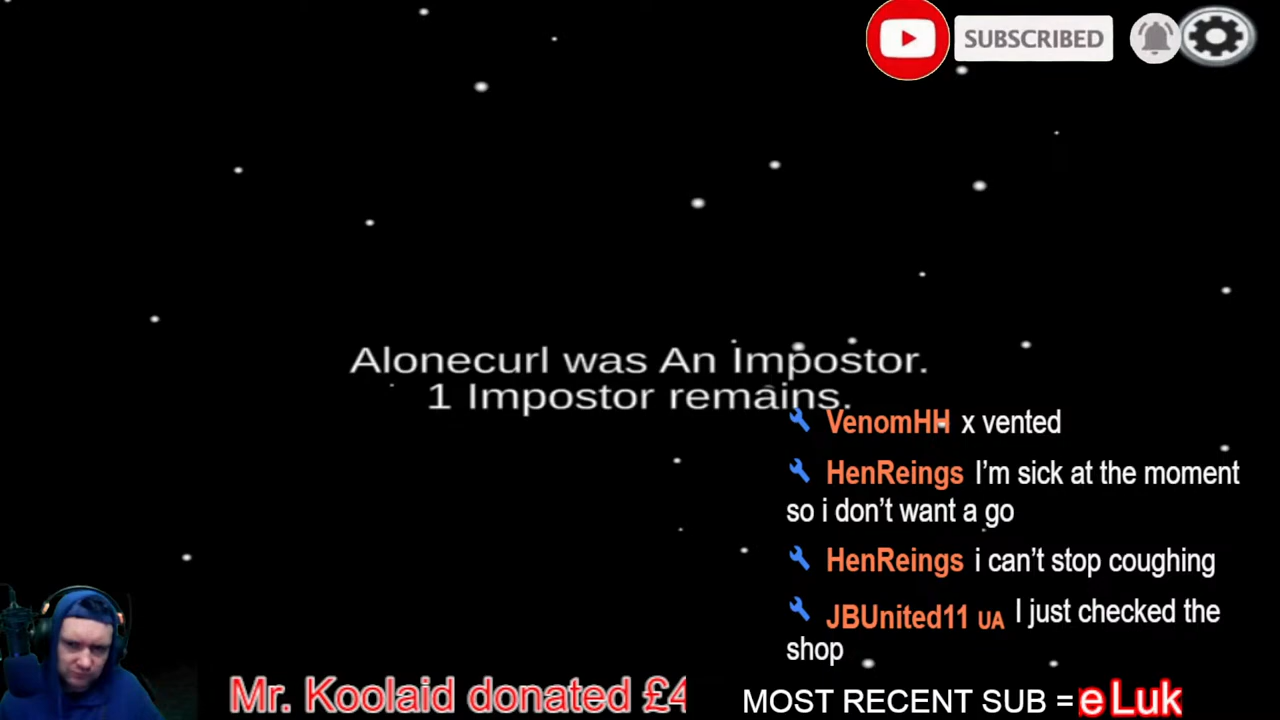 SUBSCRIBED
Alonecurl was An Impostor.
1 Impostor remains.
VenomHH x vented
HenReings I'm sick at the moment
so i don't want a go
HenReings i can't stop coughing
JBUnited11 UA I just checked the
shop
Mr. Koolaid donated £4
MOST RECENT SUB = e Luk